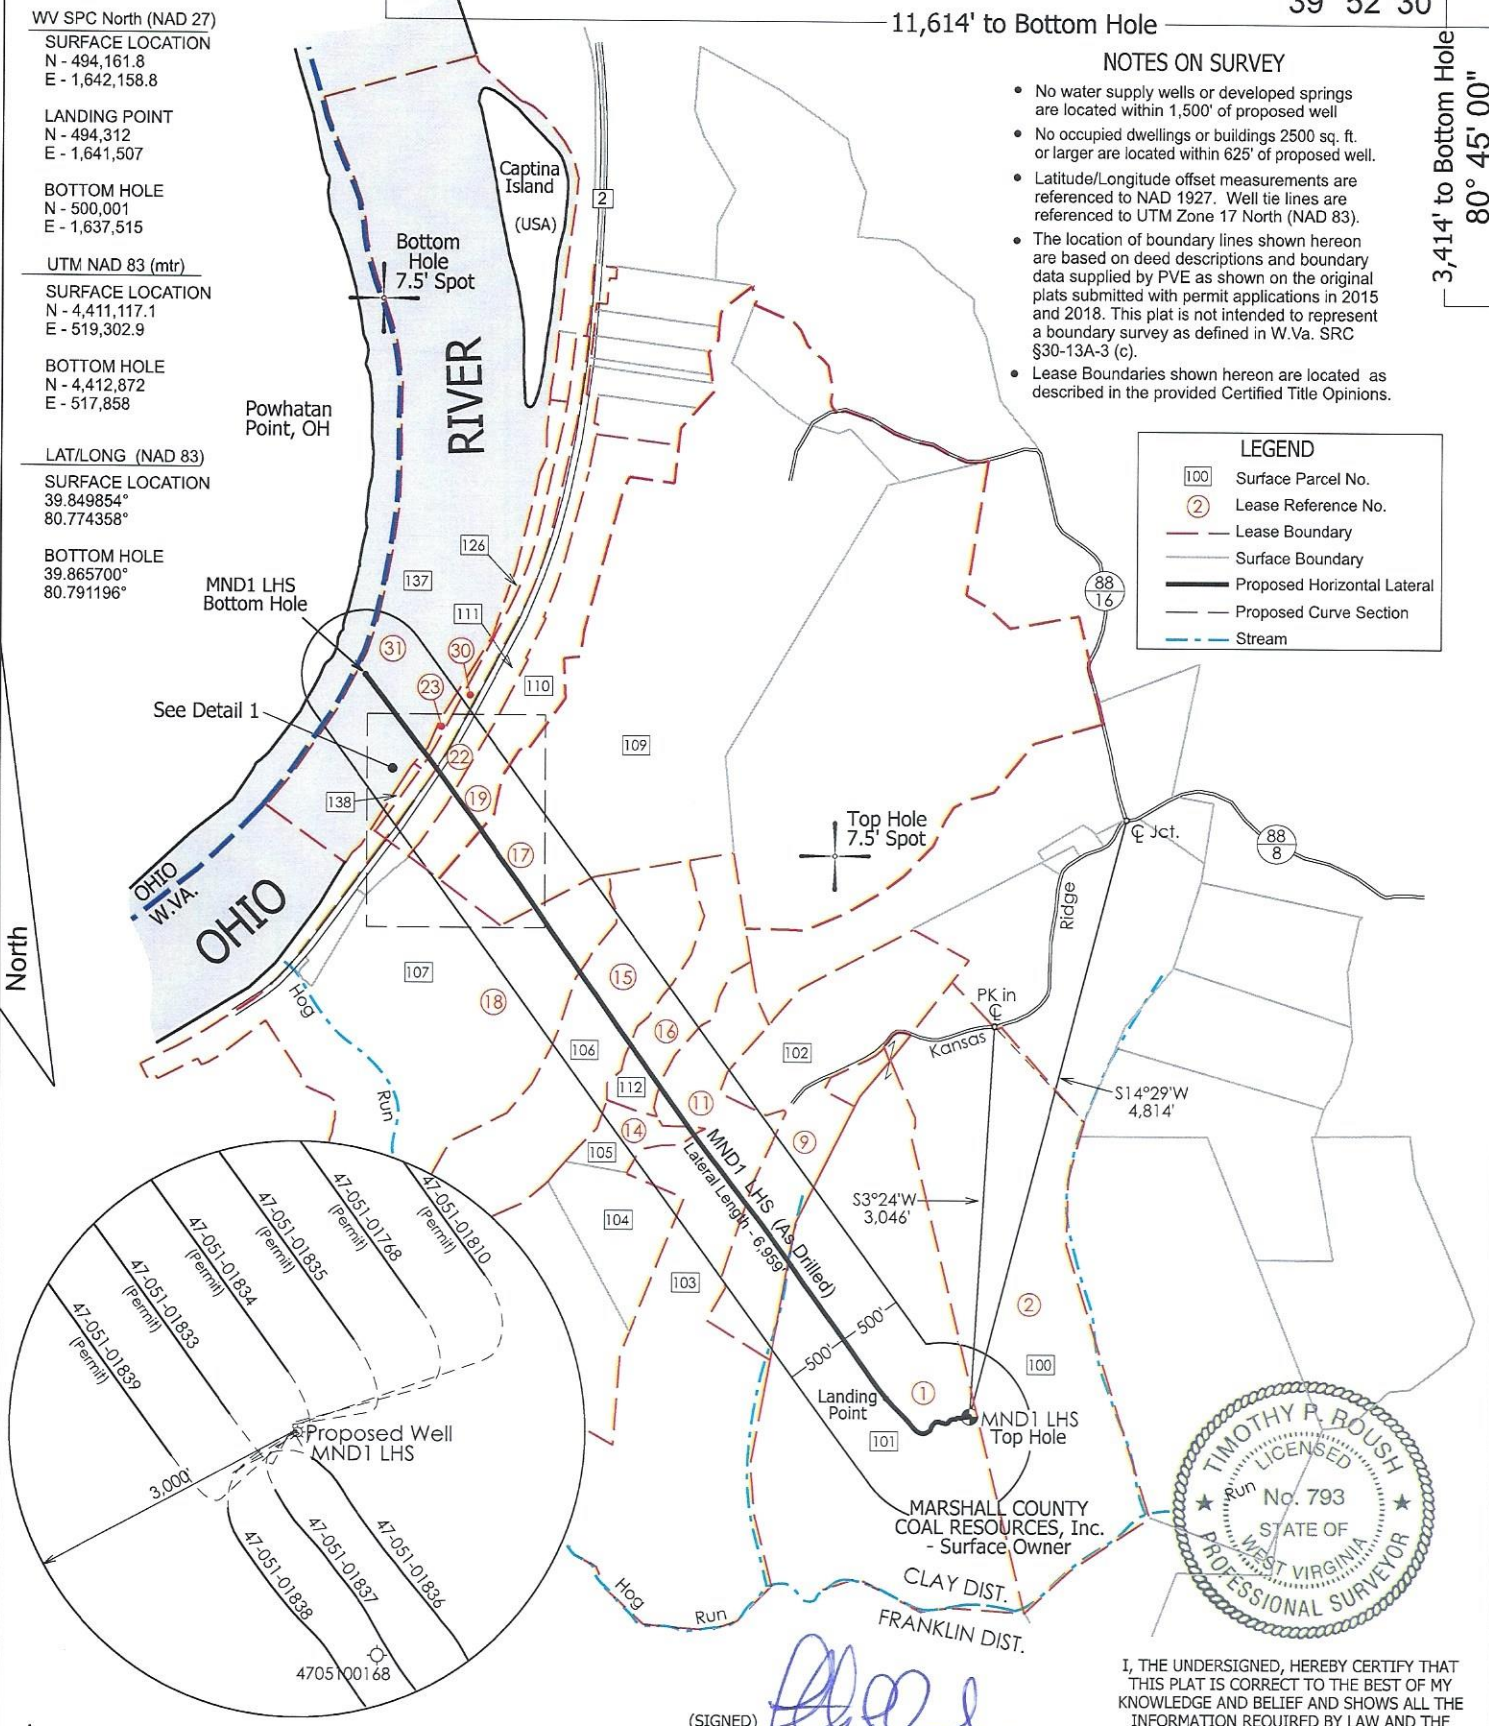 WV SPC North (NAD 27)
SURFACE LOCATION
N - 494,161.8
E - 1,642,158.8
LANDING POINT
N - 494,312
E - 1,641,507
BOTTOM HOLE
N - 500,001
E - 1,637,515
UTM NAD 83 (mtr)
SURFACE LOCATION
N - 4,411,117.1
E - 519,302.9
BOTTOM HOLE
N - 4,412,872
E - 517,858
LAT/LONG (NAD 83)
SURFACE LOCATION
39.849854°
80.774358°
BOTTOM HOLE
39.865700°
80.791196°
11,614' to Bottom Hole
39° 52' 30"
3,414' to Bottom Hole
80° 45' 00"
NOTES ON SURVEY
• No water supply wells or developed springs
are located within 1,500' of proposed well
• No occupied dwellings or buildings 2500 sq. ft.
or larger are located within 625' of proposed well.
• Latitude/Longitude offset measurements are
referenced to NAD 1927. Well tie lines are
referenced to UTM Zone 17 North (NAD 83).
• The location of boundary lines shown hereon
are based on deed descriptions and boundary
data supplied by PVE as shown on the original
plats submitted with permit applications in 2015
and 2018. This plat is not intended to represent
a boundary survey as defined in W.Va. SRC
§30-13A-3 (c).
• Lease Boundaries shown hereon are located as
described in the provided Certified Title Opinions.
LEGEND
100 Surface Parcel No.
2 Lease Reference No.
Lease Boundary
Surface Boundary
Proposed Horizontal Lateral
Proposed Curve Section
Stream
Captina
Island
(USA)
2
Bottom
Hole
7.5' Spot
RIVER
Powhatan
Point, OH
126
137
MND1 LHS
Bottom Hole
111
31
30
23
110
See Detail 1
109
22
138
19
17
Top Hole
7.5' Spot
88
16
℄ Jct.
88
8
OHIO
W.VA.
OHIO
North
Ridge
107
18
15
Hog
Run
PK in
℄
Kansas
16
106
102
112
11
14
9
105
S14°29'W
4,814'
104
S3°24'W
3,046'
103
MND1 LHS (As Drilled)
Lateral Length - 6,959'
2
500'
500'
100
1
Landing
Point
101
MND1 LHS
Top Hole
MARSHALL COUNTY
COAL RESOURCES, Inc.
- Surface Owner
CLAY DIST.
FRANKLIN DIST.
Hog
Run
Run
47-051-01810
(Permit)
47-051-01768
(Permit)
47-051-01835
(Permit)
47-051-01834
(Permit)
47-051-01833
(Permit)
47-051-01839
(Permit)
Proposed Well
MND1 LHS
3,000'
47-051-01836
47-051-01837
47-051-01838
4705100168
TIMOTHY P. ROUSH
LICENSED
No. 793
STATE OF
WEST VIRGINIA
PROFESSIONAL SURVEYOR
(SIGNED)
I, THE UNDERSIGNED, HEREBY CERTIFY THAT
THIS PLAT IS CORRECT TO THE BEST OF MY
KNOWLEDGE AND BELIEF AND SHOWS ALL THE
INFORMATION REQUIRED BY LAW AND THE